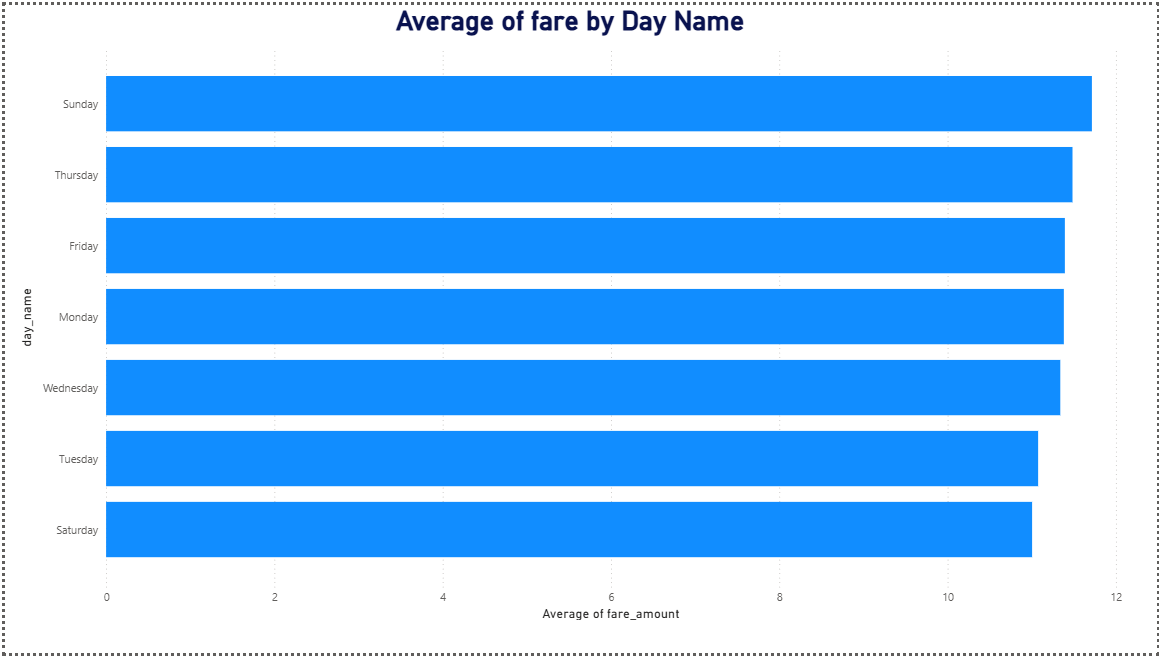 Average of fare by Day Name
day_name
Sunday
Thursday
Friday
Monday
Wednesday
Tuesday
Saturday
0 2 4 6 8 10 12
Average of fare_amount